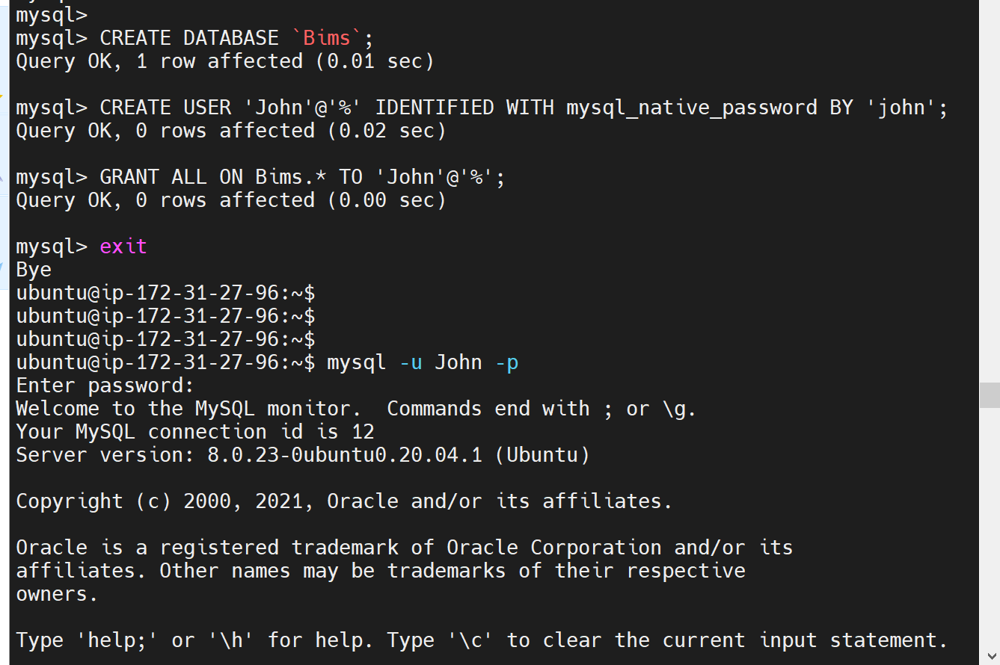 mysql>
mysql> CREATE DATABASE `Bims`;
Query OK, 1 row affected (0.01 sec)
mysql> CREATE USER 'John'@'%' IDENTIFIED WITH mysql_native_password BY 'john';
Query OK, 0 rows affected (0.02 sec)
mysql> GRANT ALL ON Bims.* TO 'John'@'%';
Query OK, 0 rows affected (0.00 sec)
mysql> exit
Bye
ubuntu@ip-172-31-27-96:~$
ubuntu@ip-172-31-27-96:~$
ubuntu@ip-172-31-27-96:~$
ubuntu@ip-172-31-27-96:~$ mysql -u John -p
Enter password:
Welcome to the MySQL monitor.  Commands end with ; or \g.
Your MySQL connection id is 12
Server version: 8.0.23-0ubuntu0.20.04.1 (Ubuntu)
Copyright (c) 2000, 2021, Oracle and/or its affiliates.
Oracle is a registered trademark of Oracle Corporation and/or its
affiliates. Other names may be trademarks of their respective
owners.
Type 'help;' or '\h' for help. Type '\c' to clear the current input statement.